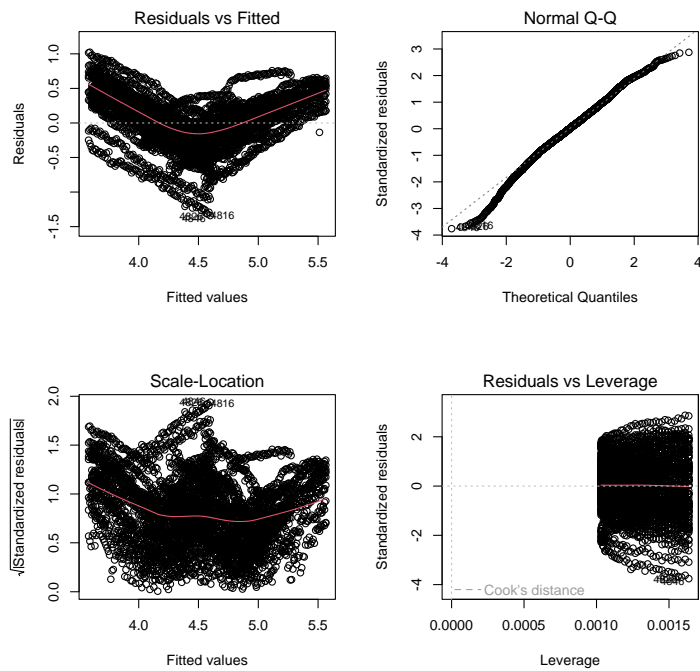 Residuals vs Fitted
Residuals
1.0
0.5
0.0
-0.5
-1.5
4816
4.0 4.5 5.0 5.5
Fitted values
Normal Q-Q
Standardized residuals
3
2
1
0
-1
-2
-3
-4
-4 -2 0 2 4
Theoretical Quantiles
Scale-Location
√|Standardized residuals|
2.0
1.5
1.0
0.5
0.0
4816
4.0 4.5 5.0 5.5
Fitted values
Residuals vs Leverage
Standardized residuals
2
0
-2
-4
Cook's distance
0.0000 0.0005 0.0010 0.0015
Leverage